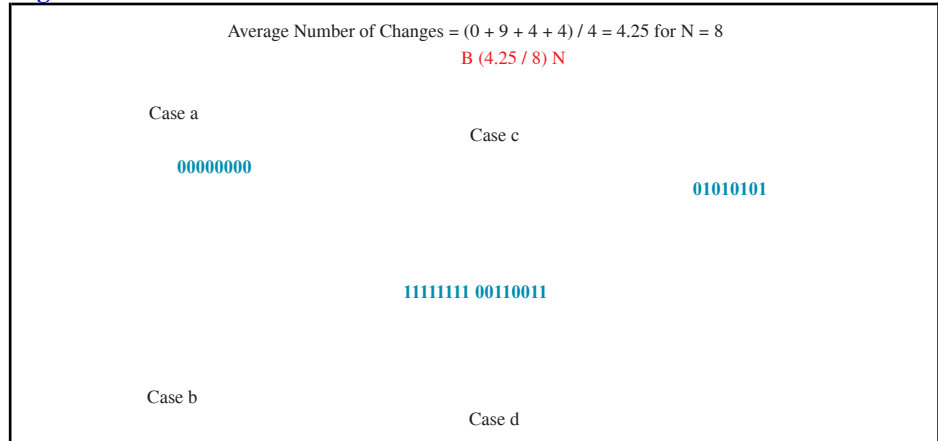 Average Number of Changes = (0 + 9 + 4 + 4) / 4 = 4.25 for N = 8
B (4.25 / 8) N
Case a
Case c
00000000
01010101
11111111 00110011
Case b
Case d